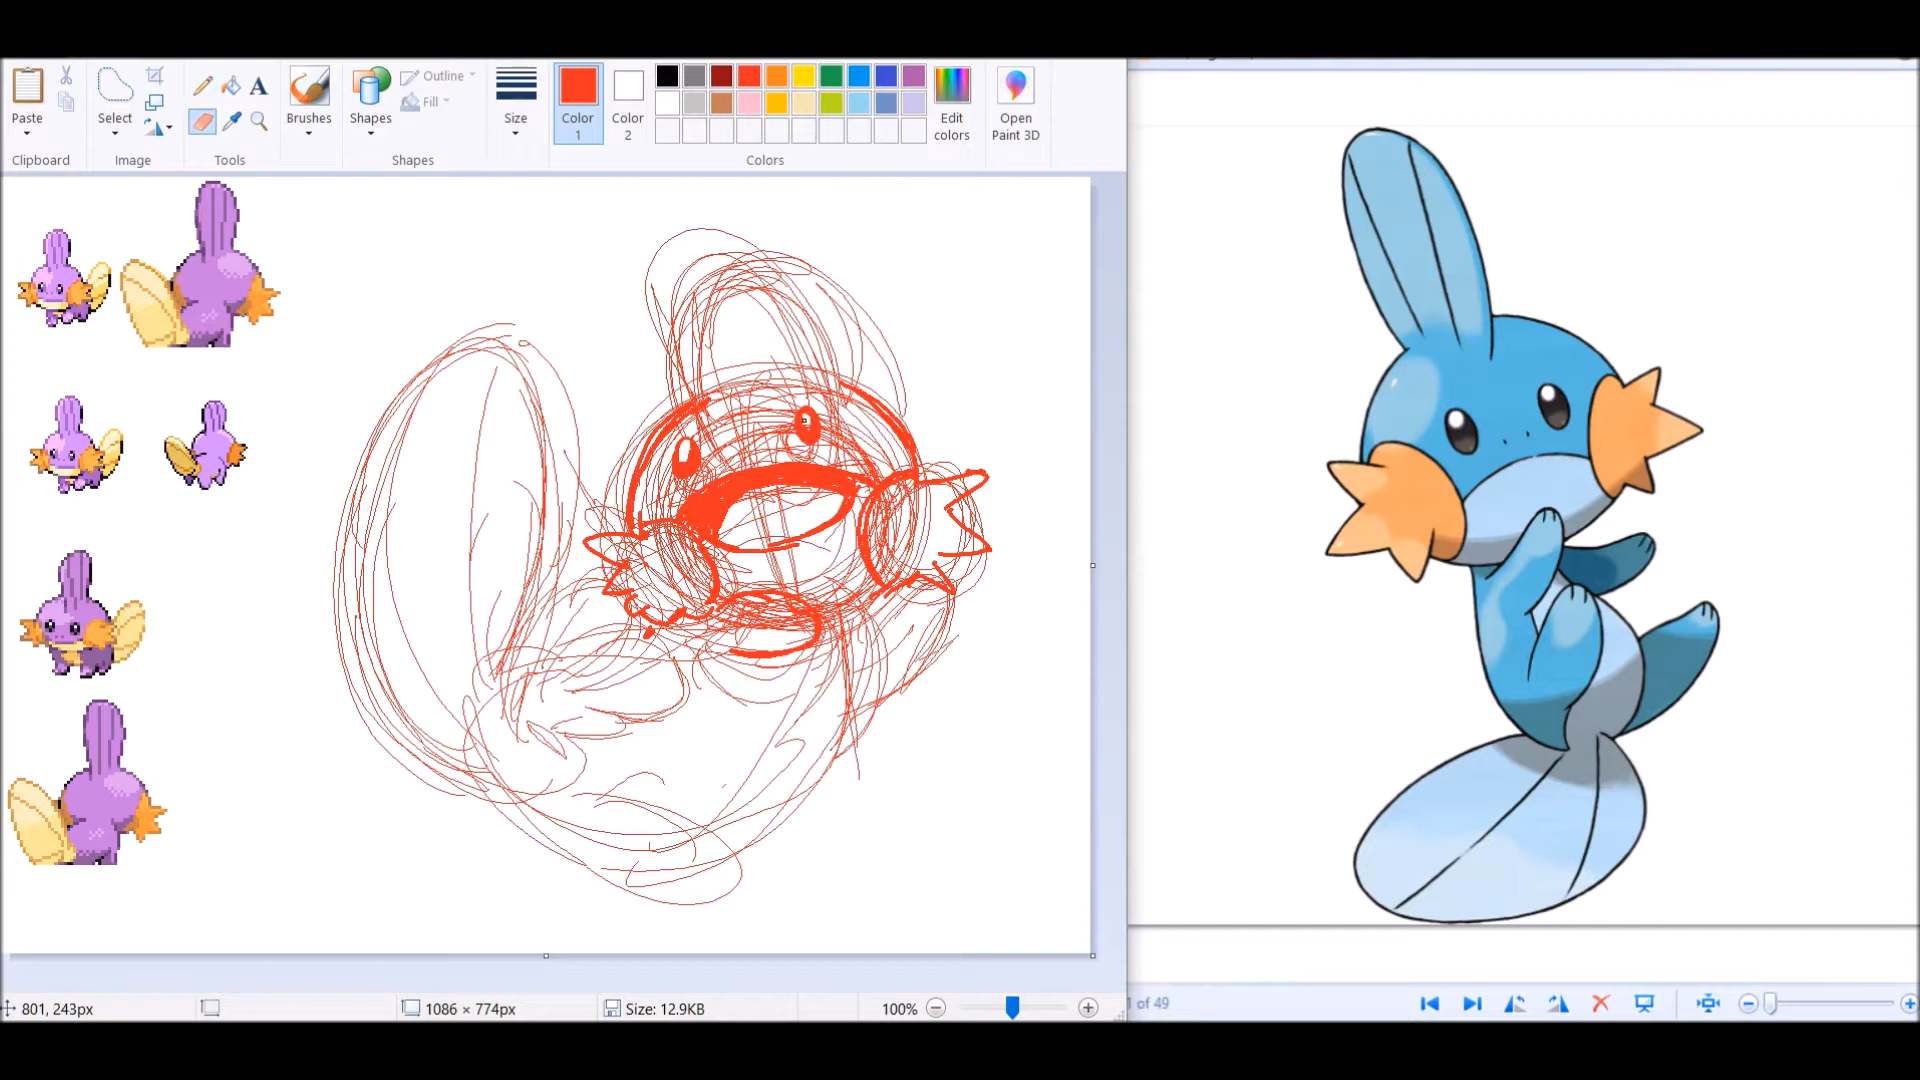 Outline
Fill
Paste
Select
Brushes
Shapes
Size
Color 1
Color 2
Edit colors
Open Paint 3D
Clipboard
Image
Tools
Shapes
Colors
801, 243px
1086 × 774px
Size: 12.9KB
100%
of 49